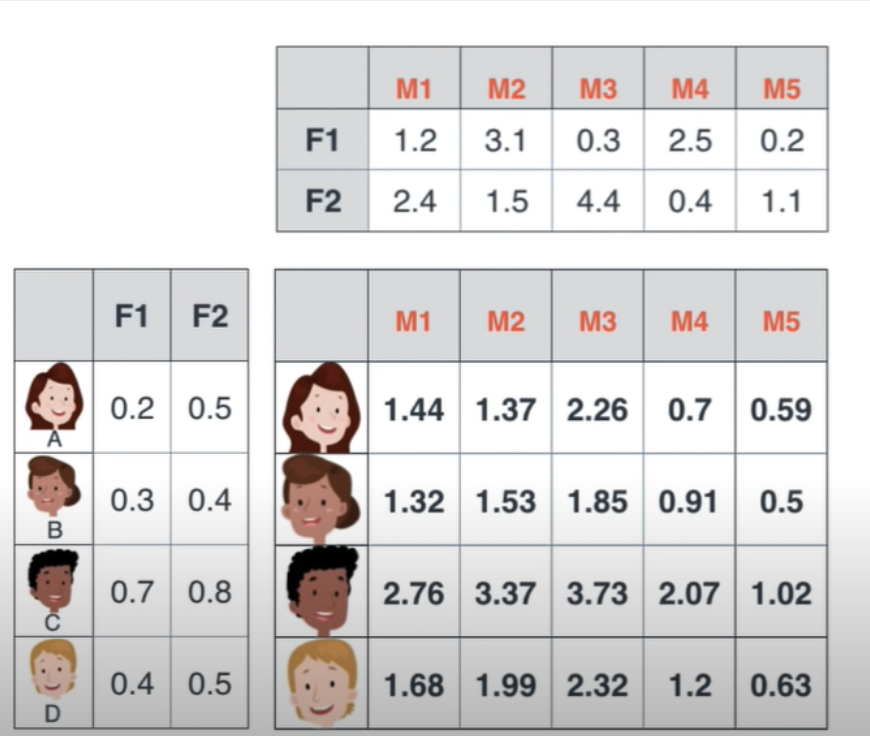 M1 M2 M3 M4 M5
F1 1.2 3.1 0.3 2.5 0.2
F2 2.4 1.5 4.4 0.4 1.1
F1 F2
A 0.2 0.5
B 0.3 0.4
C 0.7 0.8
D 0.4 0.5
M1 M2 M3 M4 M5
1.44 1.37 2.26 0.7 0.59
1.32 1.53 1.85 0.91 0.5
2.76 3.37 3.73 2.07 1.02
1.68 1.99 2.32 1.2 0.63